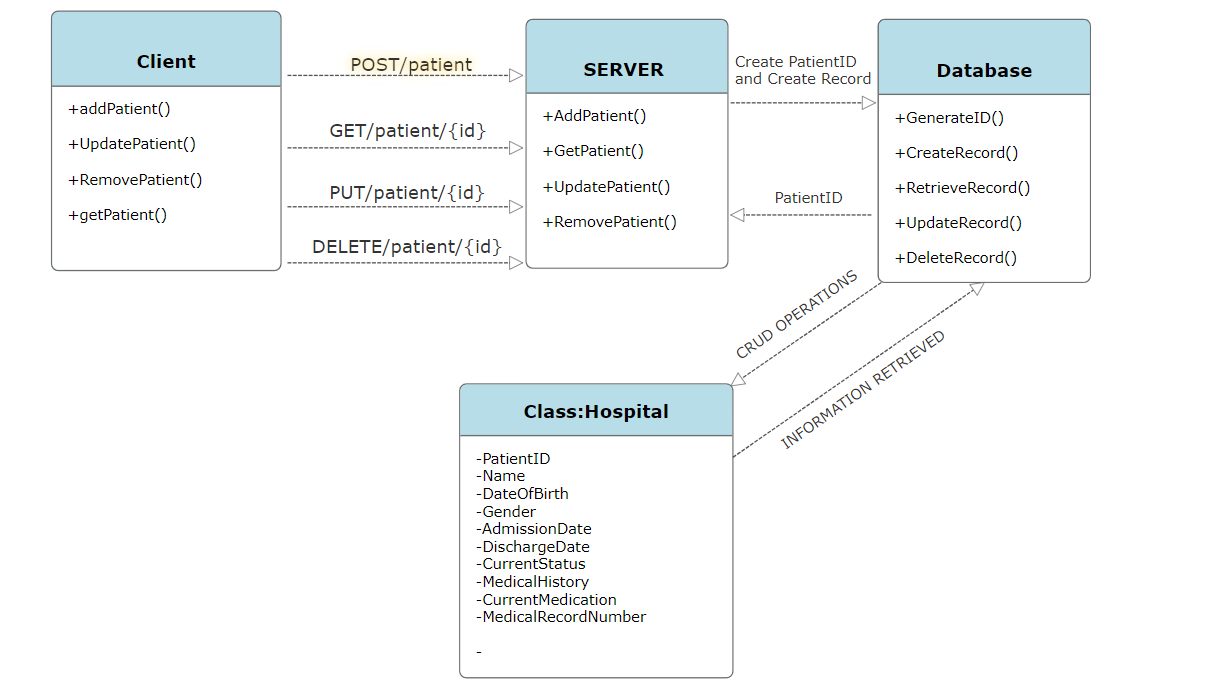 Client
+addPatient()
+UpdatePatient()
+RemovePatient()
+getPatient()
POST/patient
GET/patient/{id}
PUT/patient/{id}
DELETE/patient/{id}
SERVER
+AddPatient()
+GetPatient()
+UpdatePatient()
+RemovePatient()
Create PatientID
and Create Record
PatientID
Database
+GenerateID()
+CreateRecord()
+RetrieveRecord()
+UpdateRecord()
+DeleteRecord()
CRUD OPERATIONS
INFORMATION RETRIEVED
Class:Hospital
-PatientID
-Name
-DateOfBirth
-Gender
-AdmissionDate
-DischargeDate
-CurrentStatus
-MedicalHistory
-CurrentMedication
-MedicalRecordNumber
-